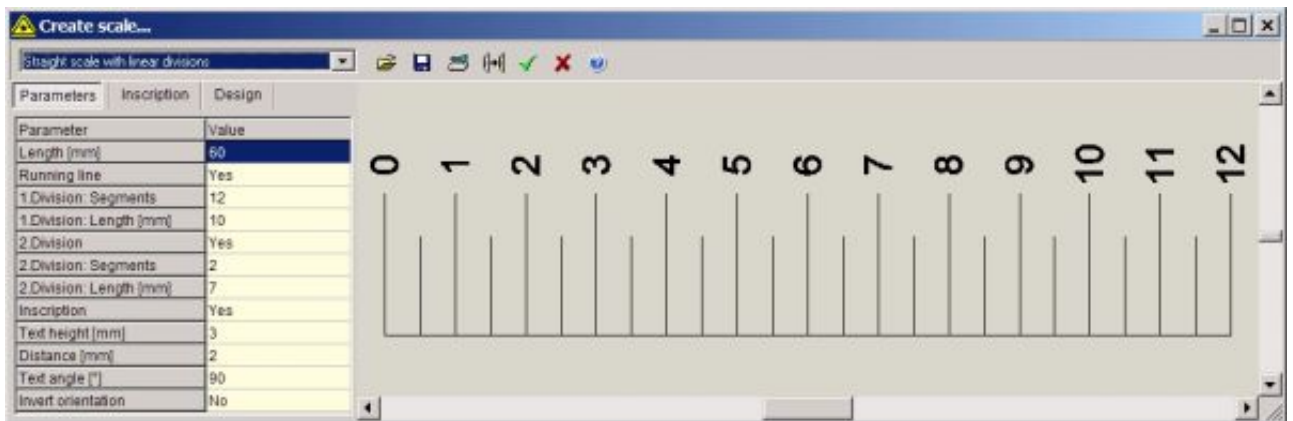 Create scale...
Straight scale with linear divisions
Parameters Inscription Design
Parameter Value
Length [mm] 60
Running line Yes
1.Division: Segments 12
1.Division: Length [mm] 10
2.Division Yes
2.Division: Segments 2
2.Division: Length [mm] 7
Inscription Yes
Text height [mm] 3
Distance [mm] 2
Text angle [°] 90
Invert orientation No
0 1 2 3 4 5 6 7 8 9 10 11 12